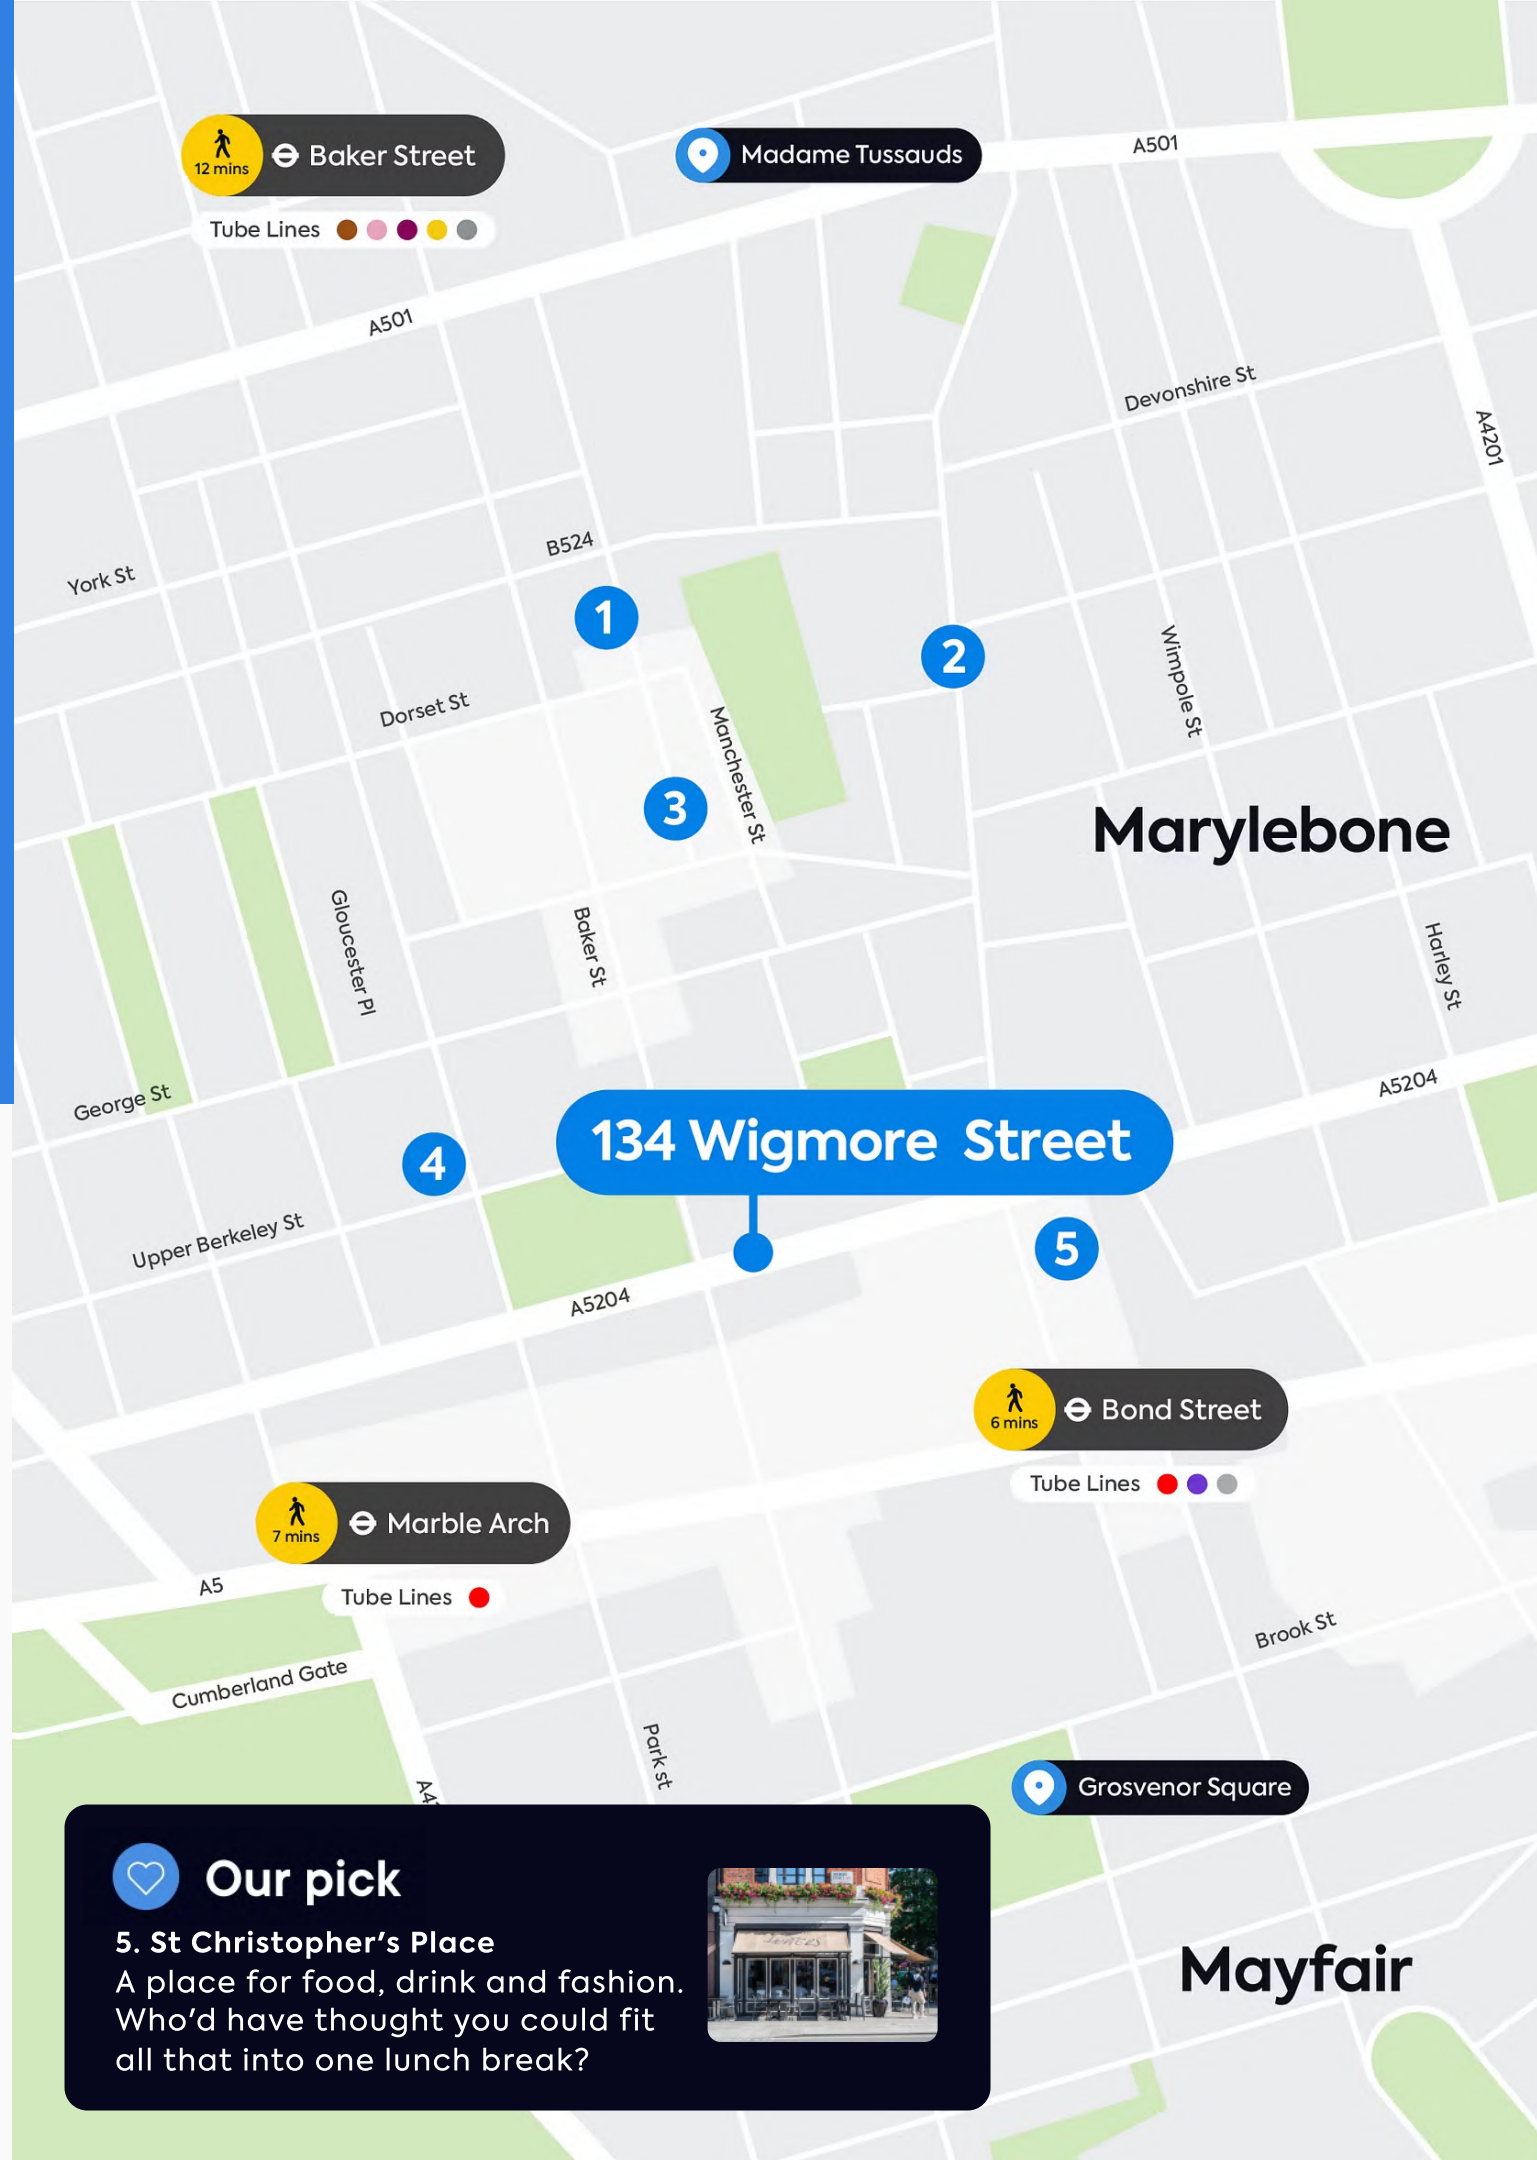 12 mins
Baker Street
Tube Lines
Madame Tussauds
A501
A501
Devonshire St
A4201
B524
York St
1
2
Wimpole St
Dorset St
Manchester St
3
Marylebone
Gloucester Pl
Baker St
Harley St
George St
A5204
134 Wigmore Street
4
Upper Berkeley St
5
A5204
6 mins
Bond Street
Tube Lines
7 mins
Marble Arch
Tube Lines
A5
Brook St
Cumberland Gate
Park st
Grosvenor Square
Our pick
5. St Christopher's Place
A place for food, drink and fashion.
Who'd have thought you could fit
all that into one lunch break?
Mayfair